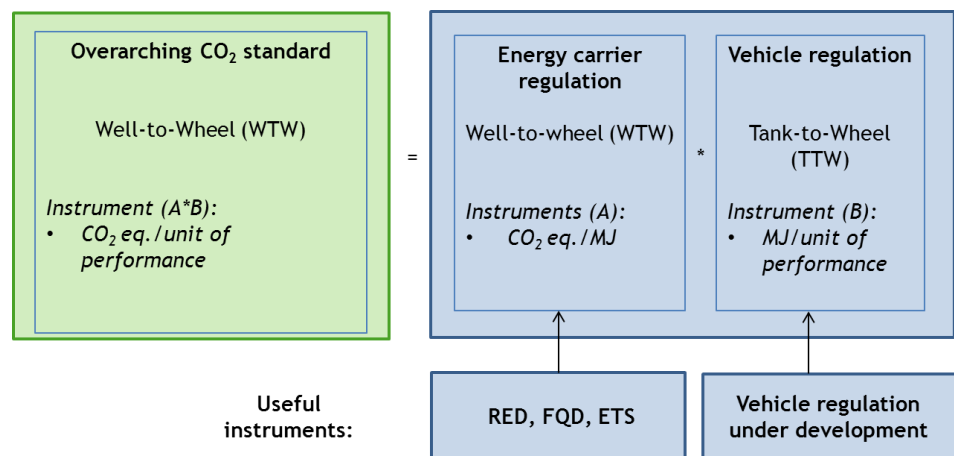 Overarching CO₂ standard
Well-to-Wheel (WTW)
Instrument (A*B):
• CO₂ eq./unit of
performance
=
Energy carrier
regulation
Well-to-wheel (WTW)
Instruments (A):
• CO₂ eq./MJ
*
Vehicle regulation
Tank-to-Wheel
(TTW)
Instrument (B):
• MJ/unit of
performance
Useful
instruments:
RED, FQD, ETS
Vehicle regulation
under development